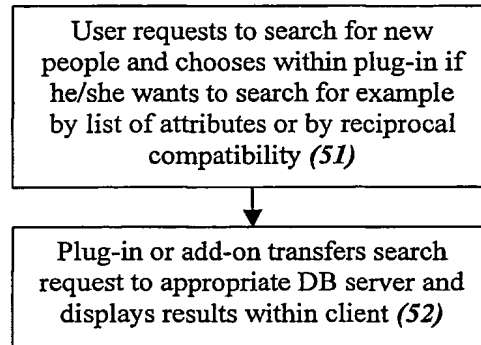 User requests to search for new
people and chooses within plug-in if
he/she wants to search for example
by list of attributes or by reciprocal
compatibility (51)
Plug-in or add-on transfers search
request to appropriate DB server and
displays results within client (52)